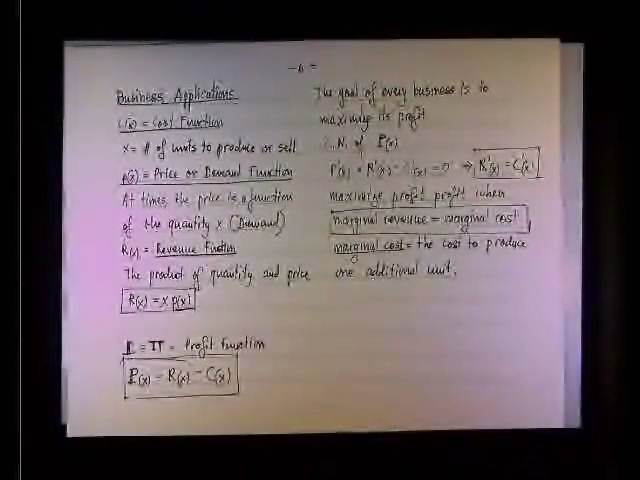 -6-
Business Applications
C(x) = Cost Function
x = # of units to produce or sell
p(x) = Price or Demand Function
At times the price is a function
of the quantity x (Demand)
R(x) = Revenue Function
The product of quantity and price
R(x) = x p(x)
P = π = Profit Function
P(x) = R(x) - C(x)
The goal of every business is to
maximize its profit
C.N. of P(x)
P'(x) = R'(x) - C'(x) = 0 ⇒ R'(x) = C'(x)
maximize profit profit when
marginal revenue = marginal cost
marginal cost = the cost to produce
one additional unit.